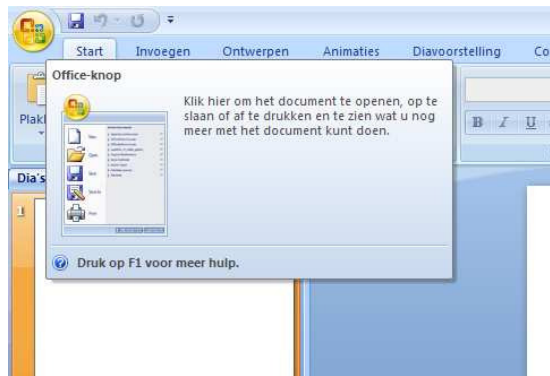 Start Invoegen Ontwerpen Animaties Diavoorstelling Co
Office-knop
Klik hier om het document te openen, op te
slaan of af te drukken en te zien wat u nog
meer met het document kunt doen.
Plakk
B I U
Dia's
1
Druk op F1 voor meer hulp.